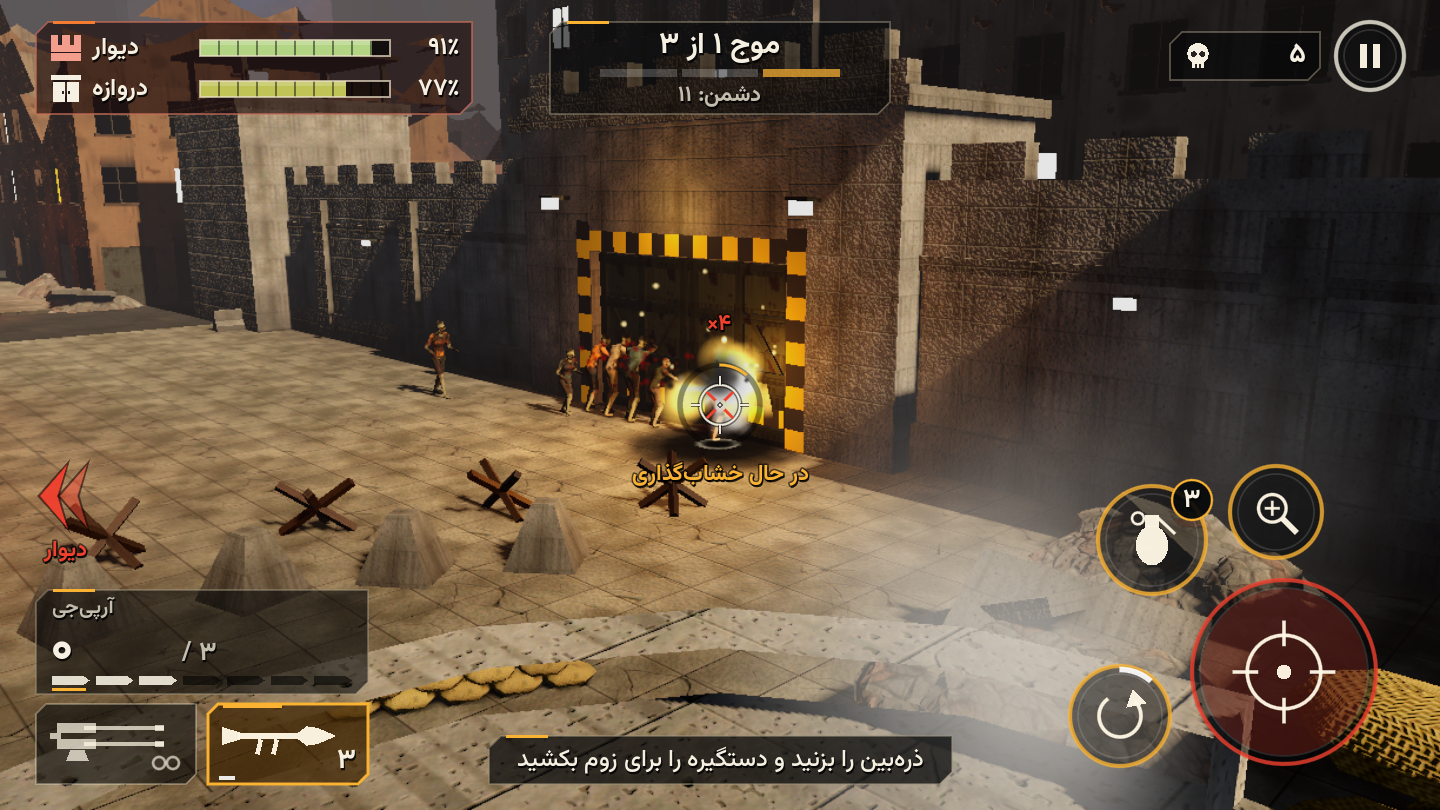 دیوار ۹۱٪
دروازه ۷۷٪
موج ۱ از ۳
دشمن: ۱۱
۵
×۴
در حال خشاب‌گذاری
دیوار
۳
آرپی‌جی
۰ / ۳
∞
۳
ذره‌بین را بزنید و دستگیره را برای زوم بکشید